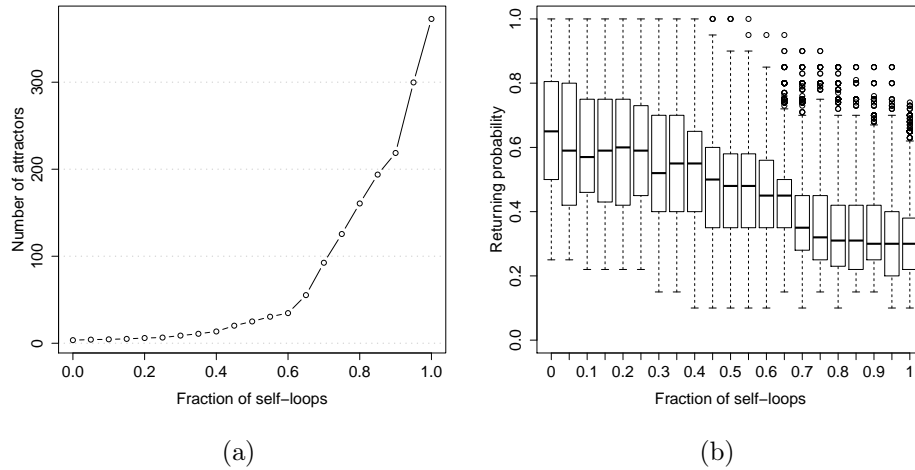 Number of attractors
0
100
200
300
0.0 0.2 0.4 0.6 0.8 1.0
Fraction of self−loops
(a)
Returning probability
0.0
0.2
0.4
0.6
0.8
1.0
0 0.1 0.2 0.3 0.4 0.5 0.6 0.7 0.8 0.9 1
Fraction of self−loops
(b)